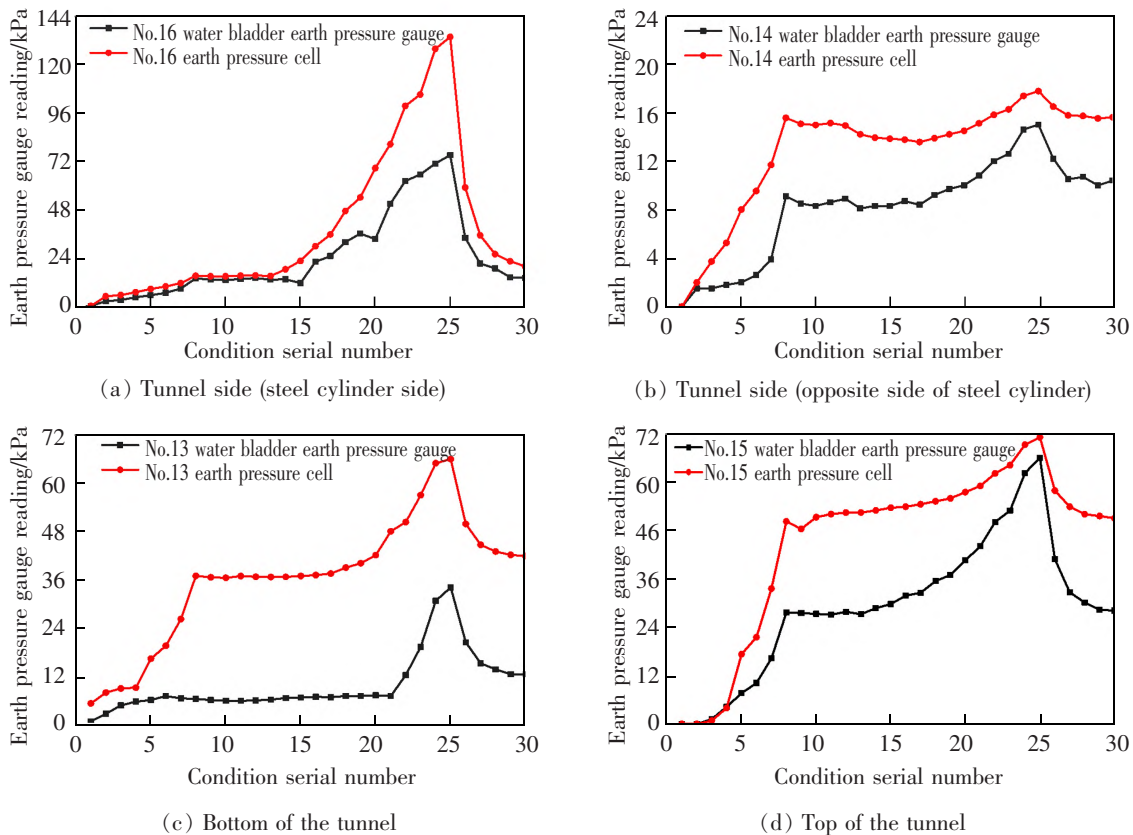 144
120
96
72
48
24
0
0 5 10 15 20 25 30
Earth pressure gauge reading/kPa
No.16 water bladder earth pressure gauge
No.16 earth pressure cell
Condition serial number
(a) Tunnel side (steel cylinder side)
24
20
16
12
8
4
0
0 5 10 15 20 25 30
Earth pressure gauge reading/kPa
No.14 water bladder earth pressure gauge
No.14 earth pressure cell
Condition serial number
(b) Tunnel side (opposite side of steel cylinder)
72
60
48
36
24
12
0
0 5 10 15 20 25 30
Earth pressure gauge reading/kPa
No.13 water bladder earth pressure gauge
No.13 earth pressure cell
Condition serial number
(c) Bottom of the tunnel
72
60
46
36
24
12
0
0 5 10 15 20 25 30
Earth pressure gauge reading/kPa
No.15 water bladder earth pressure gauge
No.15 earth pressure cell
Condition serial number
(d) Top of the tunnel